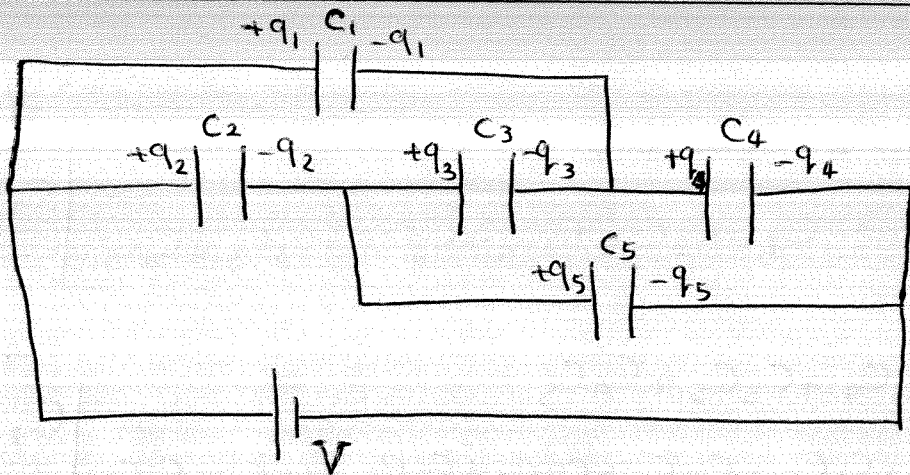 +q₁ C₁ -q₁
C₂ C₃ C₄
+q₂ -q₂ +q₃ -q₃ +q₄ -q₄
C₅
+q₅ -q₅
V